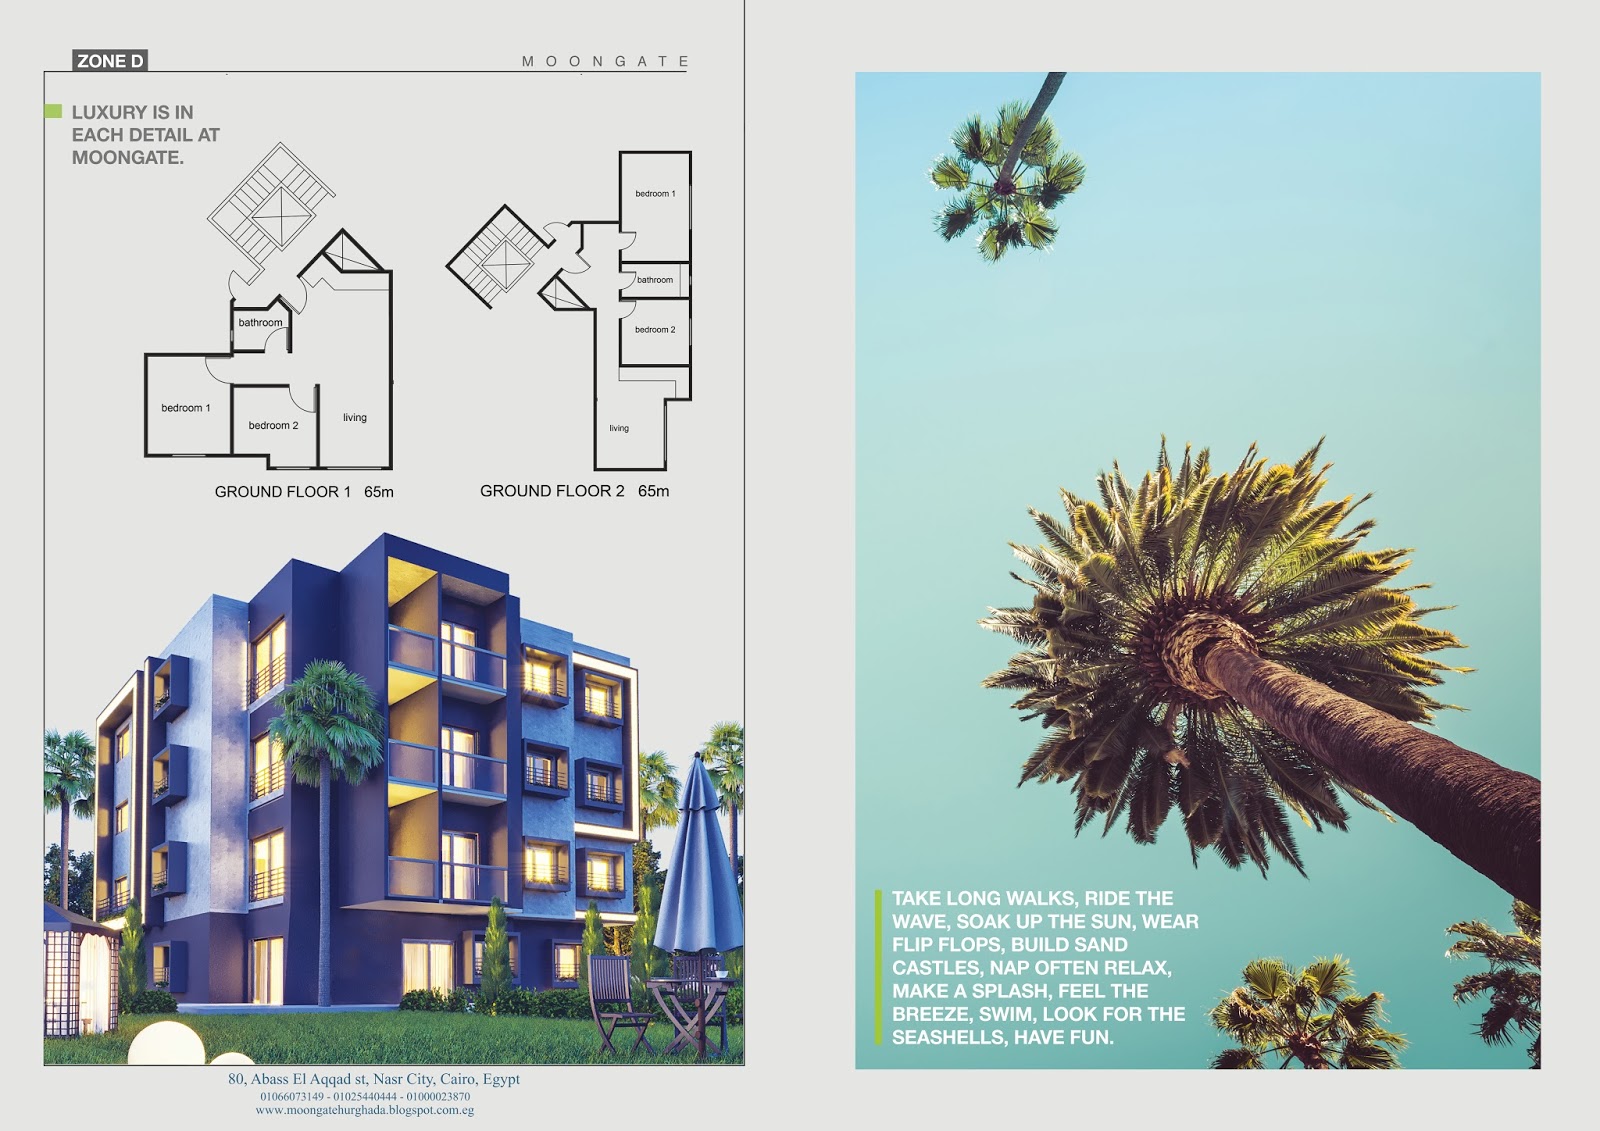 ZONE D
MOONGATE
LUXURY IS IN
EACH DETAIL AT
MOONGATE.
bathroom
bedroom 1
bedroom 2
living
GROUND FLOOR 1 65m
bedroom 1
bathroom
bedroom 2
living
GROUND FLOOR 2 65m
80, Abass El Aqqad st, Nasr City, Cairo, Egypt
01066073149 - 01025440444 - 01000023870
www.moongatehurghada.blogspot.com.eg
TAKE LONG WALKS, RIDE THE
WAVE, SOAK UP THE SUN, WEAR
FLIP FLOPS, BUILD SAND
CASTLES, NAP OFTEN RELAX,
MAKE A SPLASH, FEEL THE
BREEZE, SWIM, LOOK FOR THE
SEASHELLS, HAVE FUN.